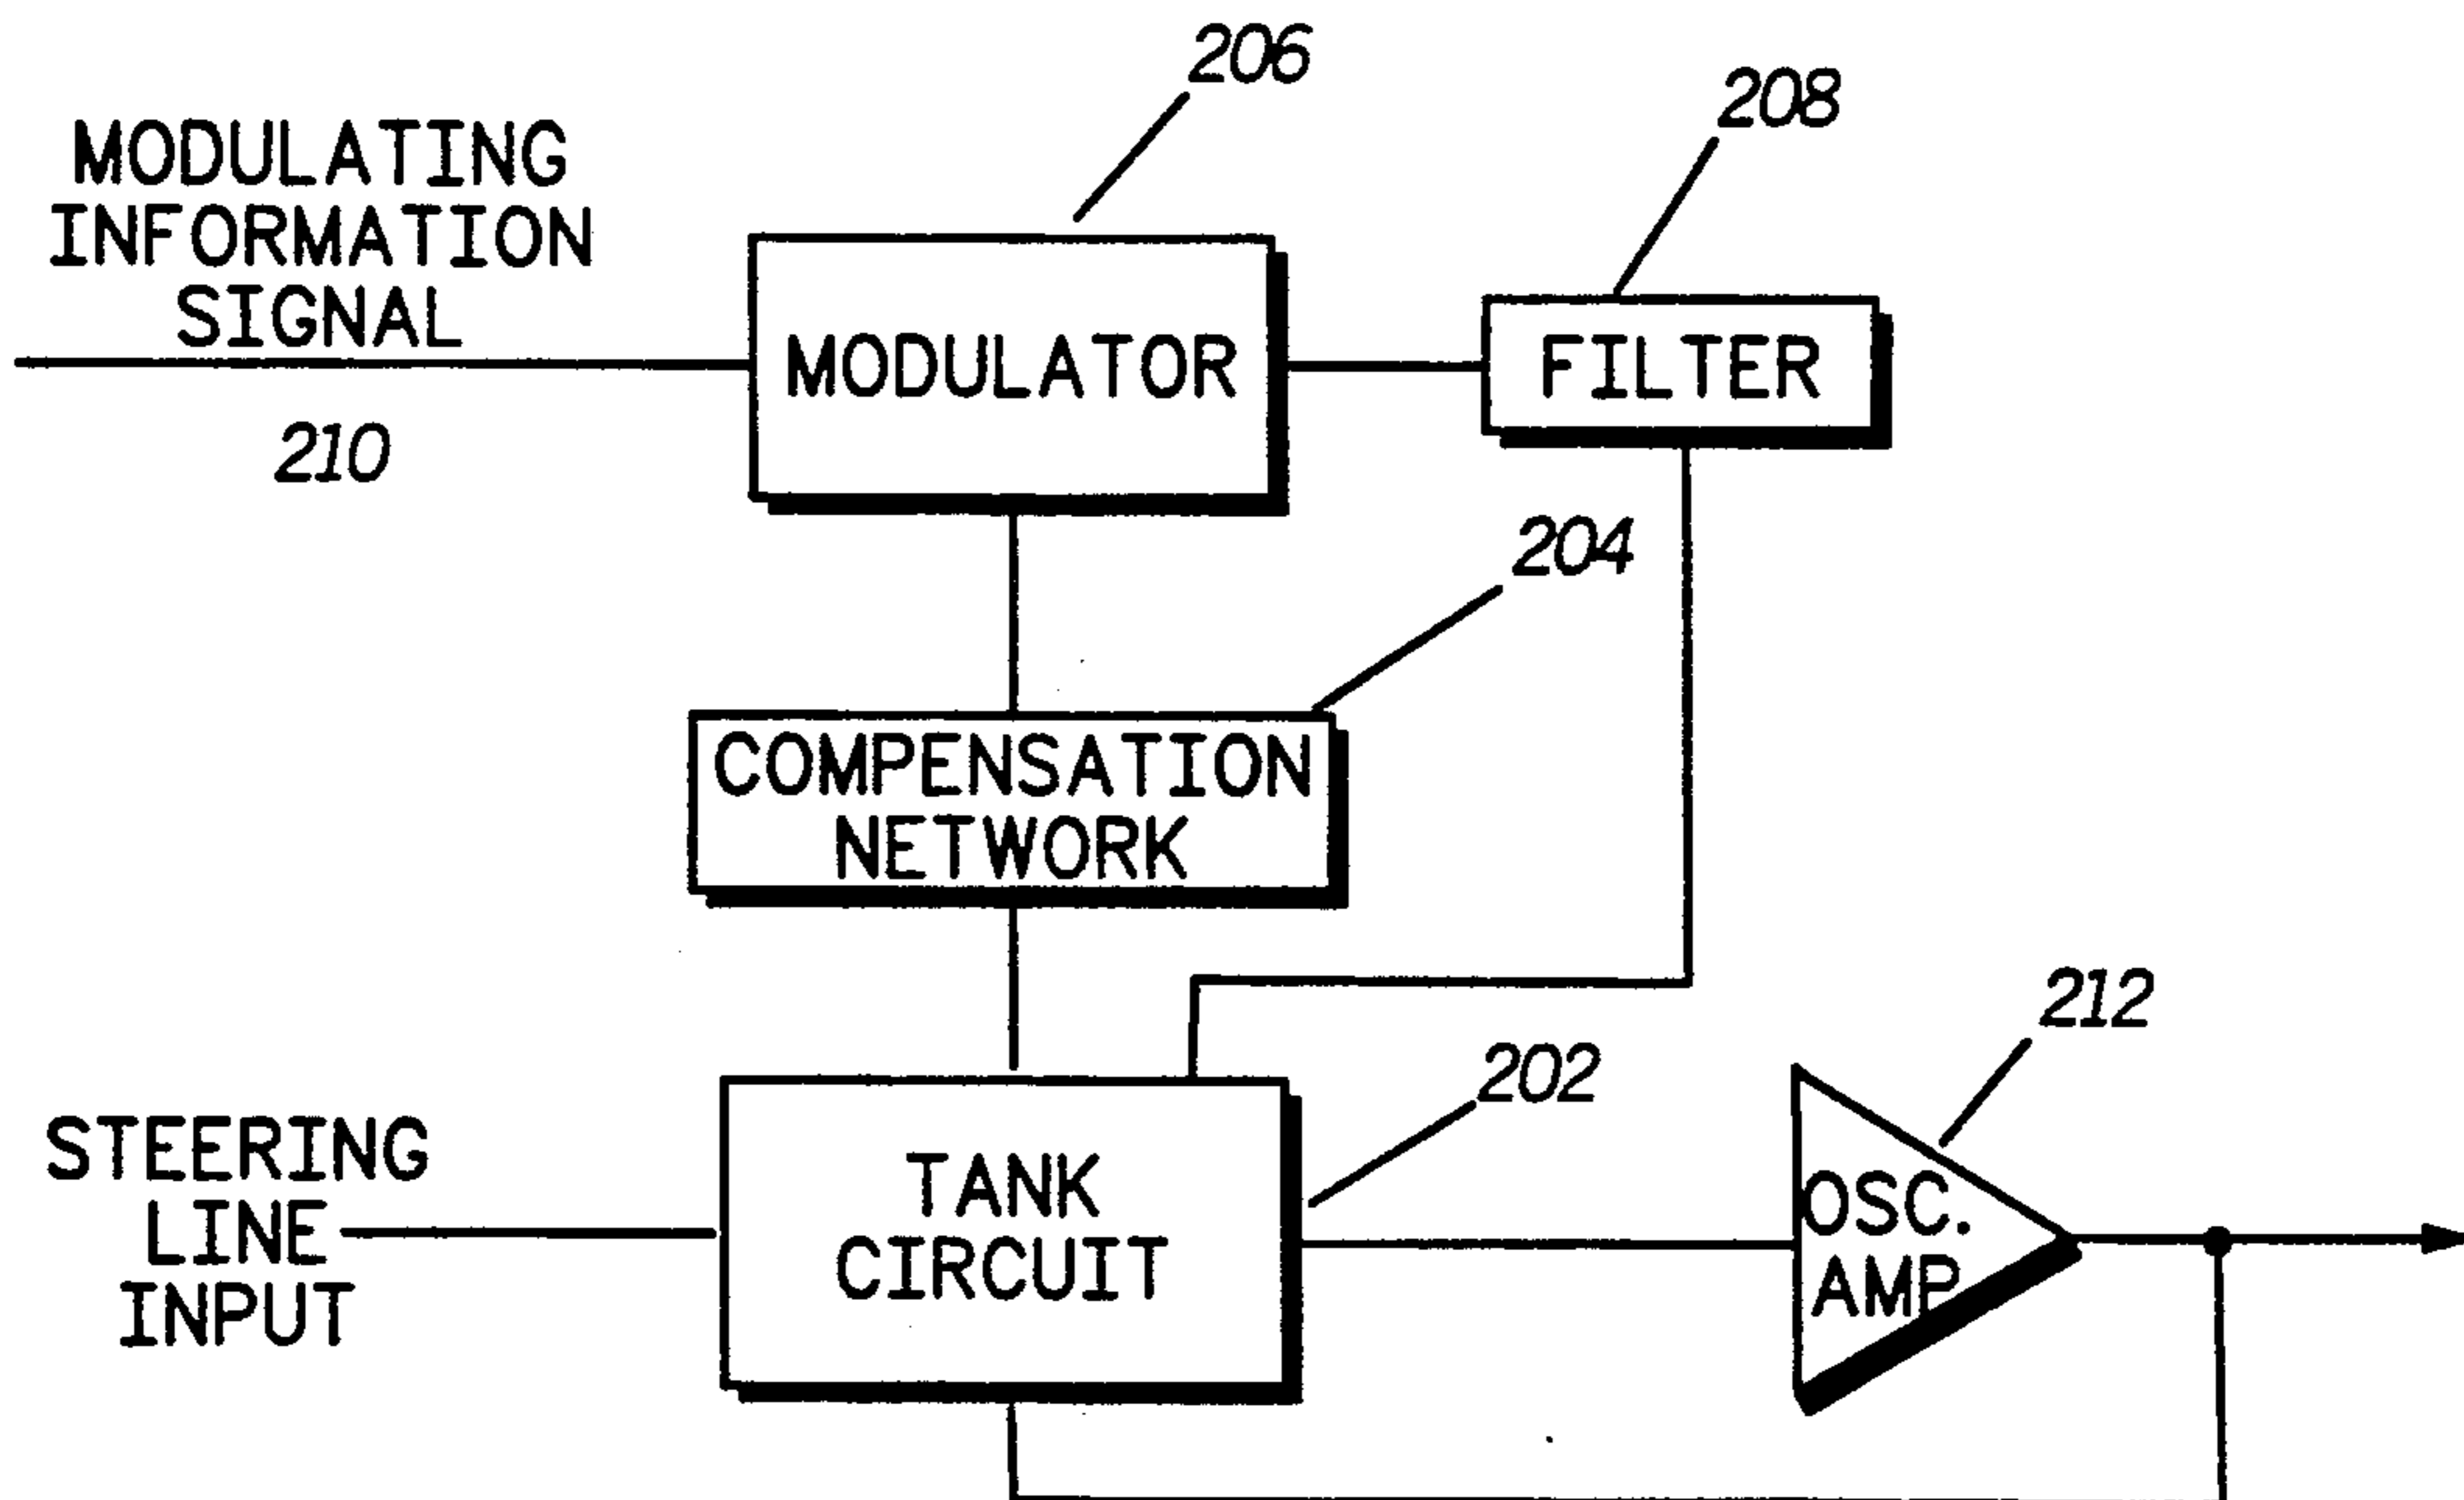 206
208
MODULATING
INFORMATION
SIGNAL
MODULATOR
FILTER
210
204
COMPENSATION
NETWORK
212
202
STEERING
LINE
INPUT
TANK
CIRCUIT
OSC.
AMP